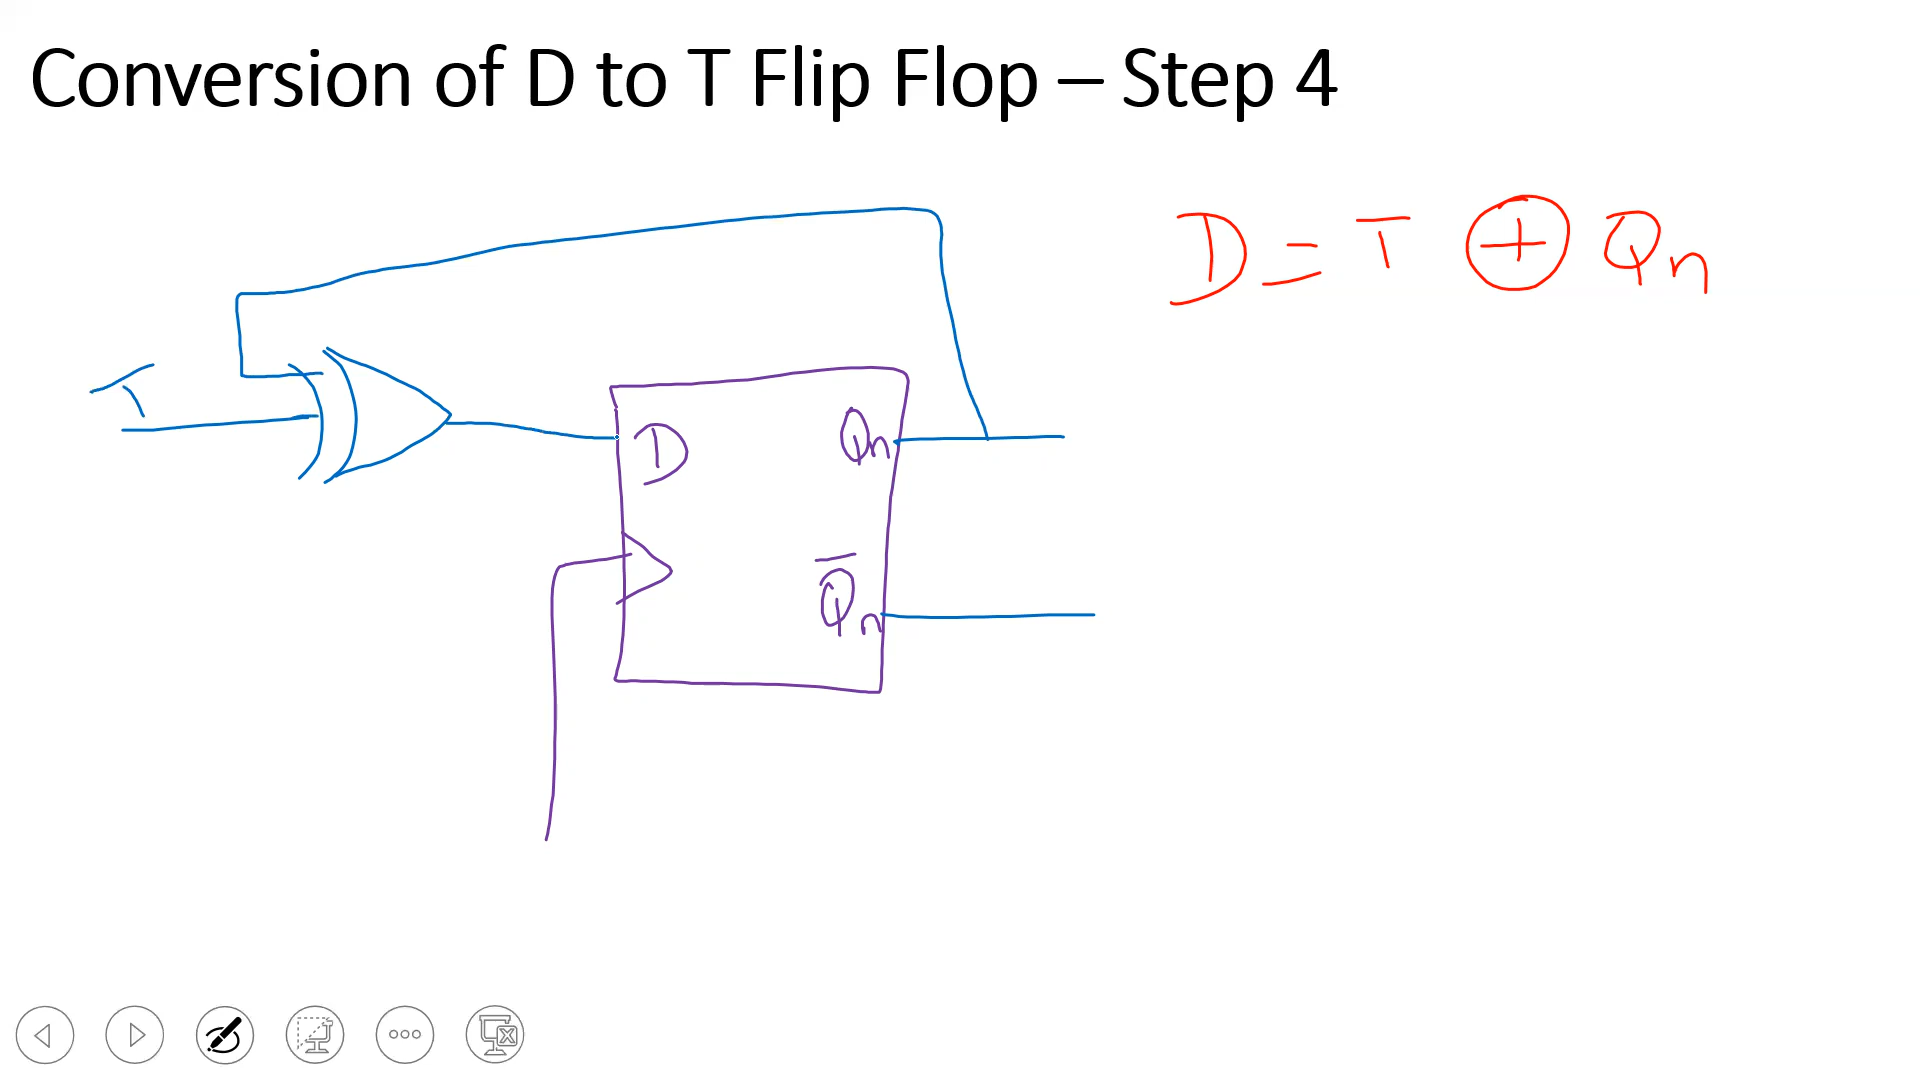 Conversion of D to T Flip Flop – Step 4
D = T ⊕ Qn
T
D
Qn
Q̅n